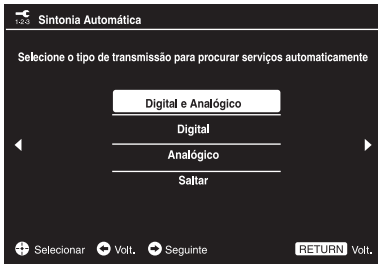 1-2-3 Sintonia Automática
Selecione o tipo de transmissão para procurar serviços automaticamente
Digital e Analógico
Digital
Analógico
Saltar
Selecionar Volt. Seguinte RETURN Volt.